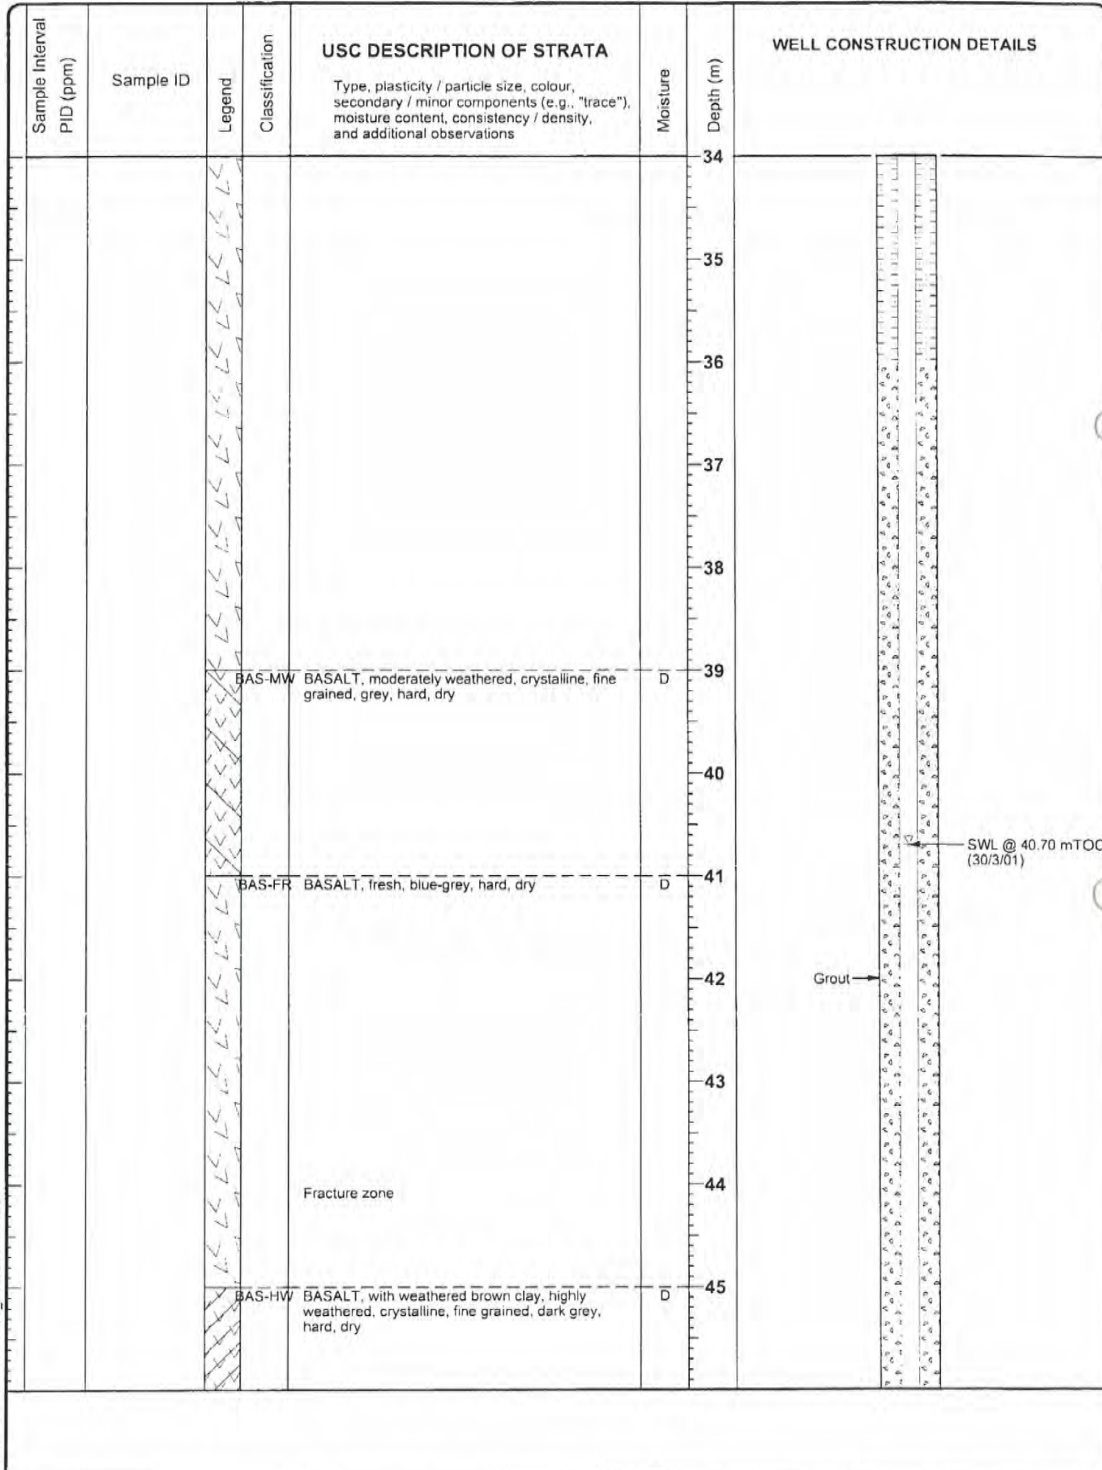 Sample Interval
PID (ppm)
Sample ID
Legend
Classification
USC DESCRIPTION OF STRATA
Type, plasticity / particle size, colour,
secondary / minor components (e.g., "trace"),
moisture content, consistency / density,
and additional observations
Moisture
Depth (m)
WELL CONSTRUCTION DETAILS
34
35
36
37
38
39
BAS-MW BASALT, moderately weathered, crystalline, fine D
grained, grey, hard, dry
40
SWL @ 40.70 mTOC
(30/3/01)
41
BAS-FR BASALT, fresh, blue-grey, hard, dry D
Grout
42
43
44
Fracture zone
45
BAS-HW BASALT, with weathered brown clay, highly D
weathered, crystalline, fine grained, dark grey,
hard, dry